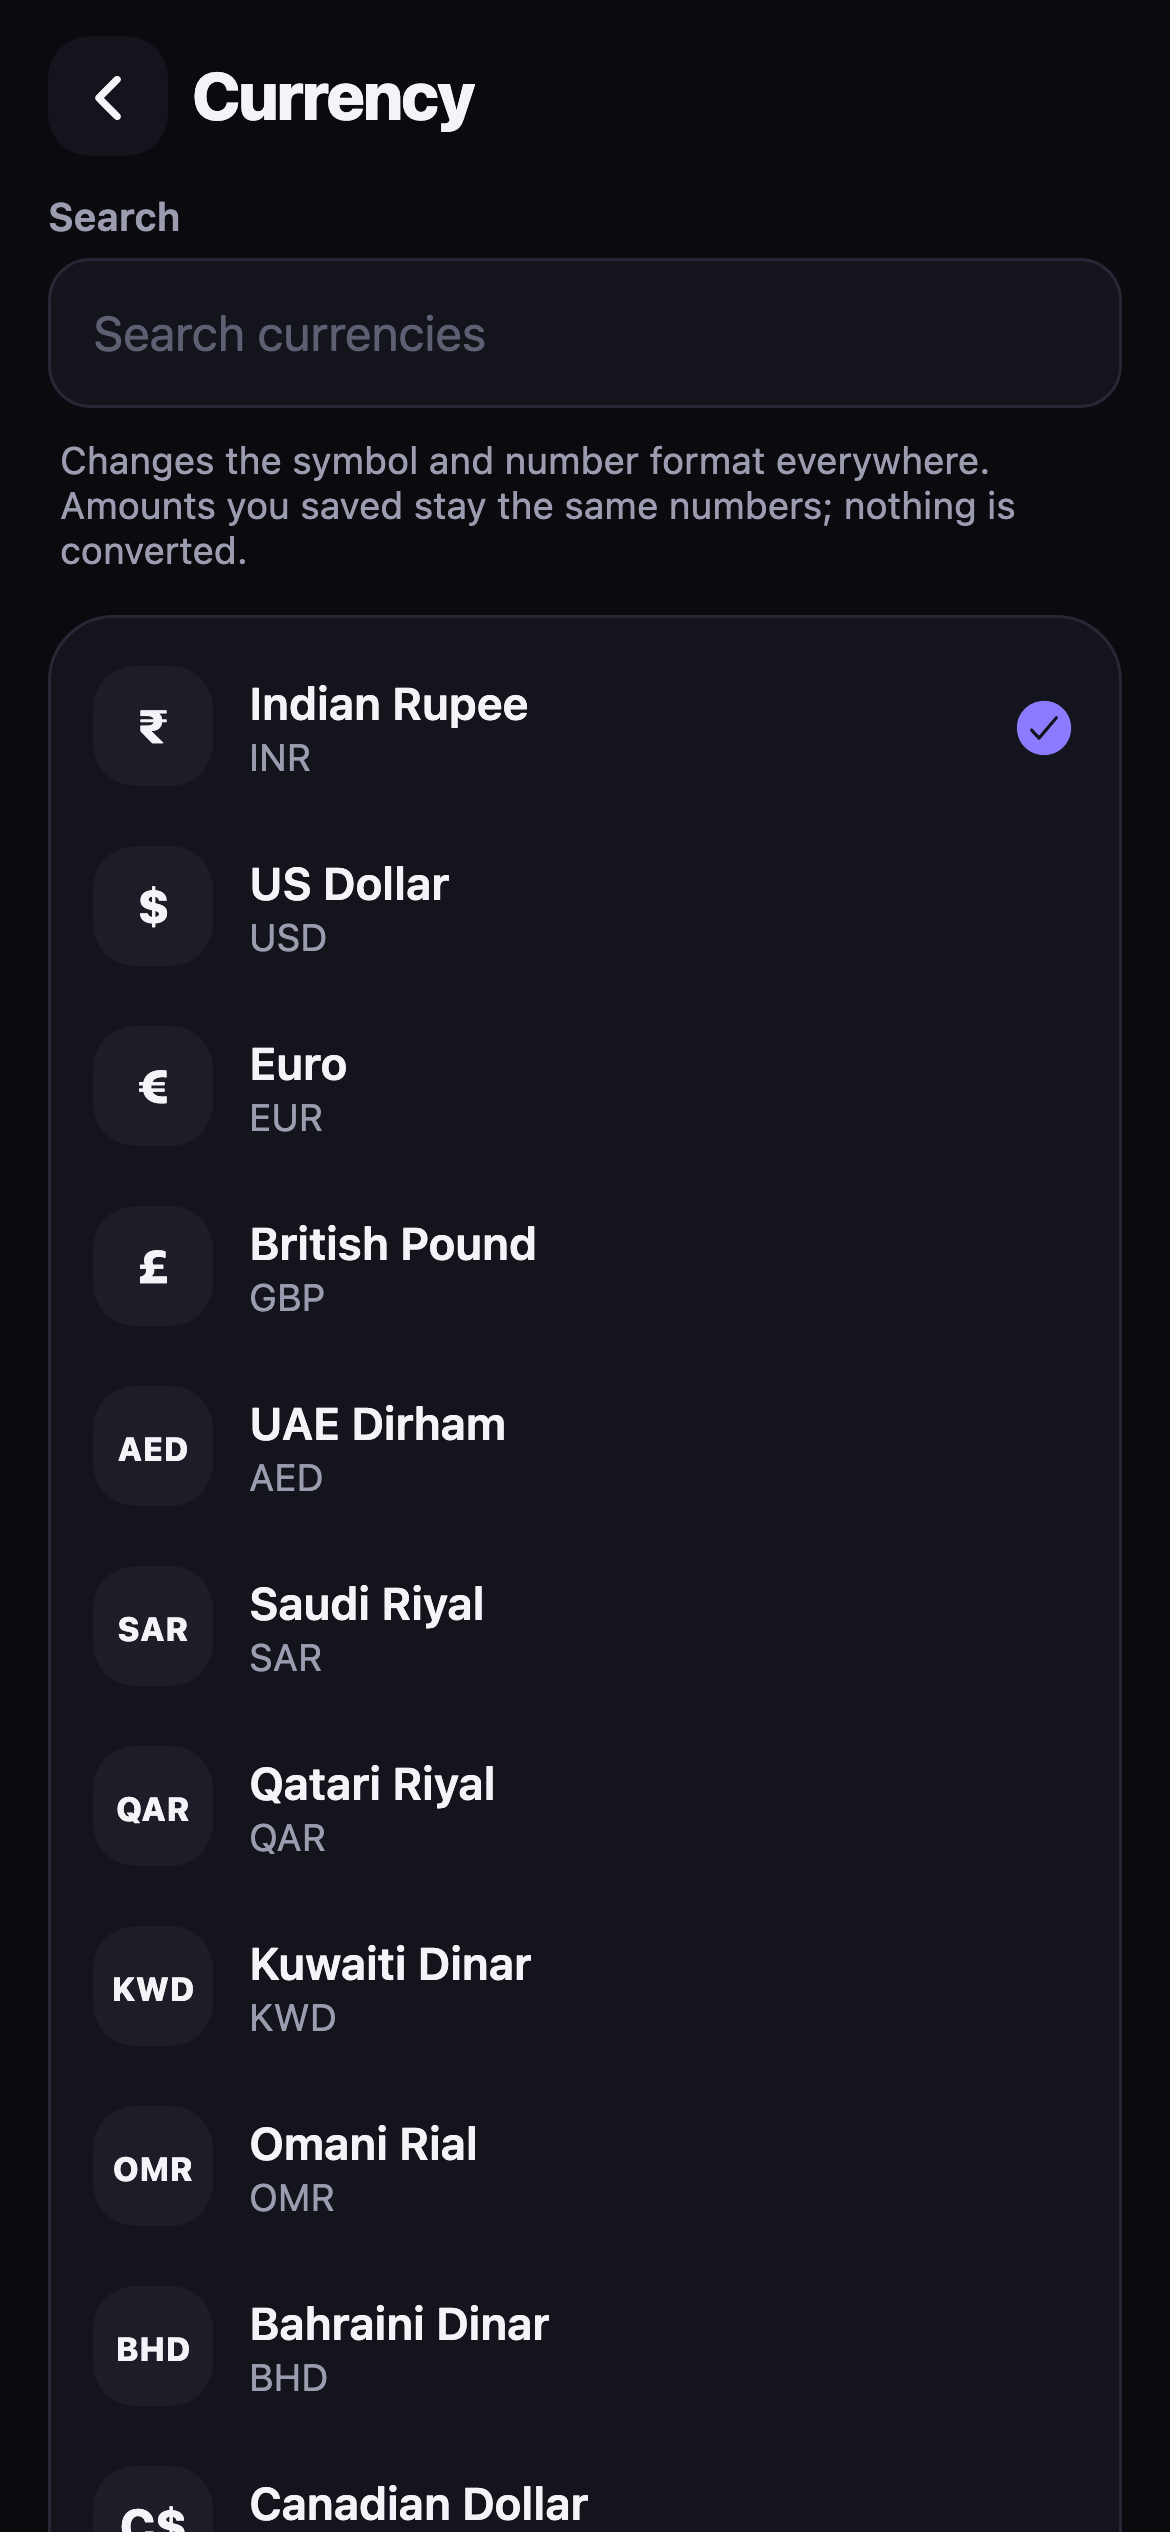 Currency
Search
Search currencies
Changes the symbol and number format everywhere.
Amounts you saved stay the same numbers; nothing is
converted.
₹
Indian Rupee
INR
$
US Dollar
USD
€
Euro
EUR
£
British Pound
GBP
AED
UAE Dirham
AED
SAR
Saudi Riyal
SAR
QAR
Qatari Riyal
QAR
KWD
Kuwaiti Dinar
KWD
OMR
Omani Rial
OMR
BHD
Bahraini Dinar
BHD
C$
Canadian Dollar